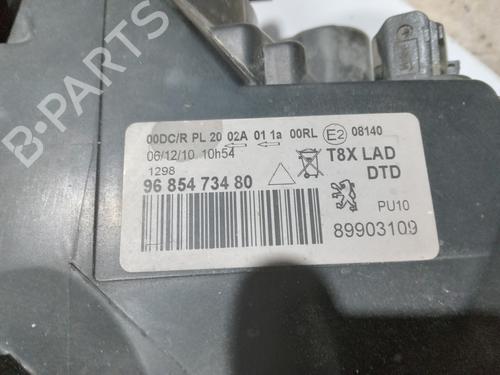 00DC/R PL 20 02A 01 1a 00RL E2 08140
06/12/10 10h54
1298
T8X LAD
DTD
96 854 734 80
PU10
89903109
B-PARTS